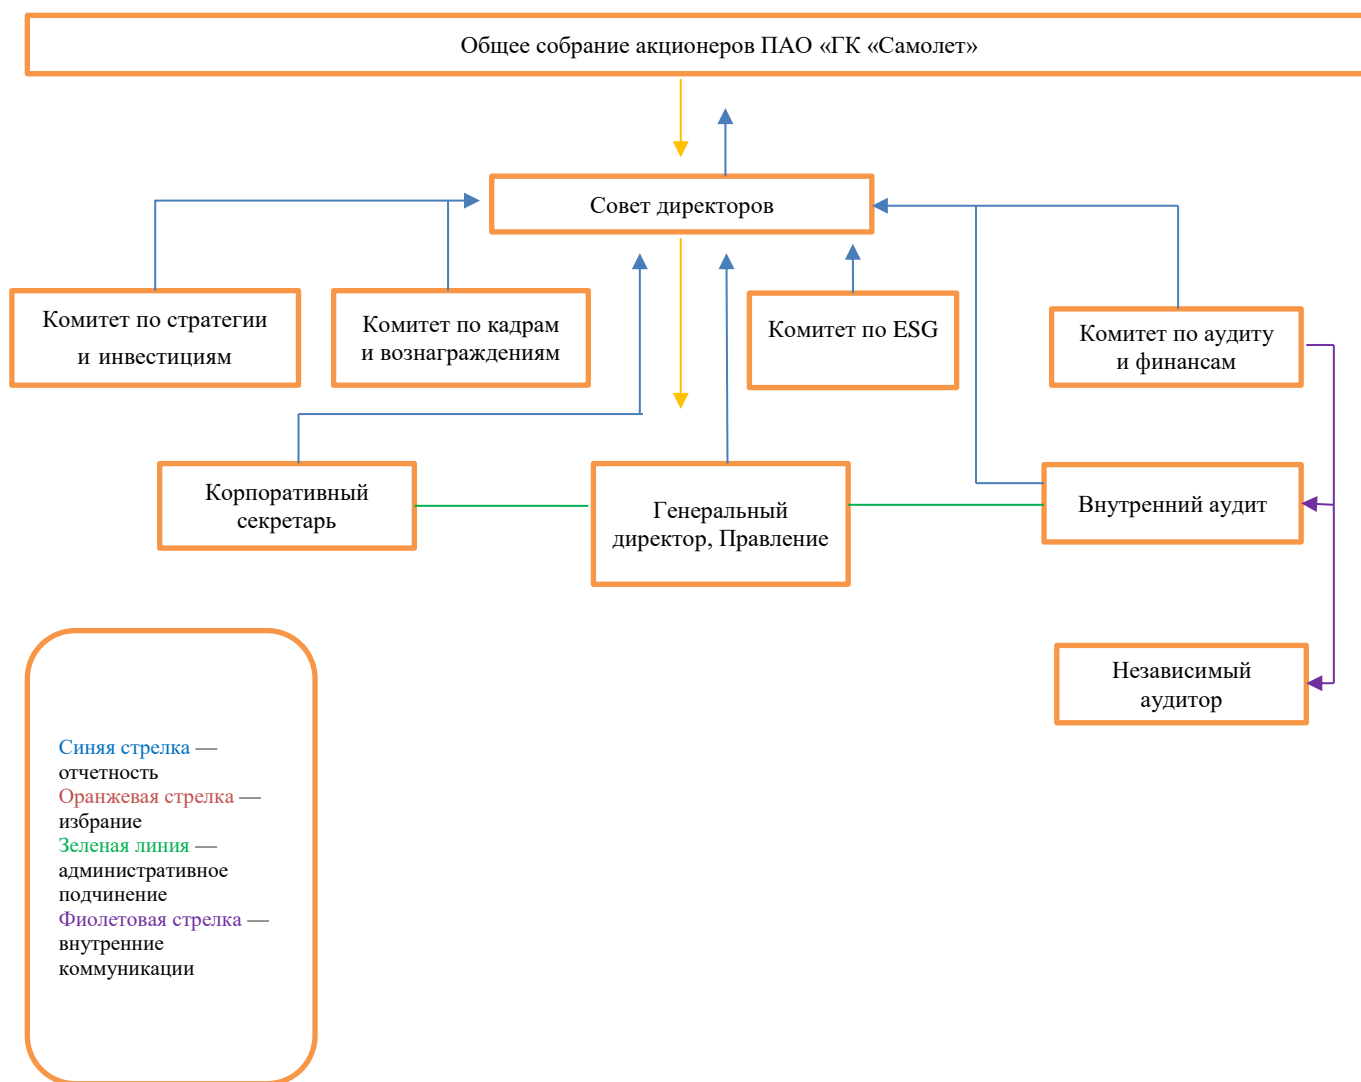 Общее собрание акционеров ПАО «ГК «Самолет»
Совет директоров
Комитет по стратегии
и инвестициям
Комитет по кадрам
и вознаграждениям
Комитет по ESG
Комитет по аудиту
и финансам
Корпоративный
секретарь
Генеральный
директор, Правление
Внутренний аудит
Независимый
аудитор
Синяя стрелка —
отчетность
Оранжевая стрелка —
избрание
Зеленая линия —
административное
подчинение
Фиолетовая стрелка —
внутренние
коммуникации